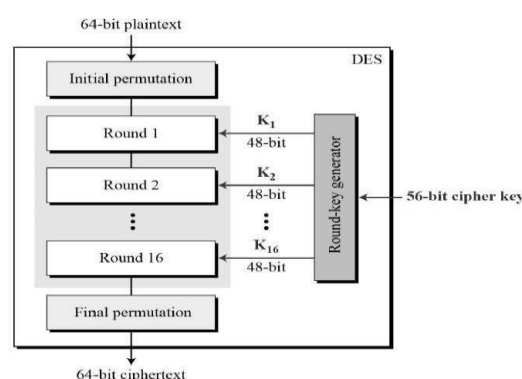 64-bit plaintext
DES
Initial permutation
Round 1
K1
48-bit
Round 2
K2
48-bit
Round-key generator
56-bit cipher key
Round 16
K16
48-bit
Final permutation
64-bit ciphertext